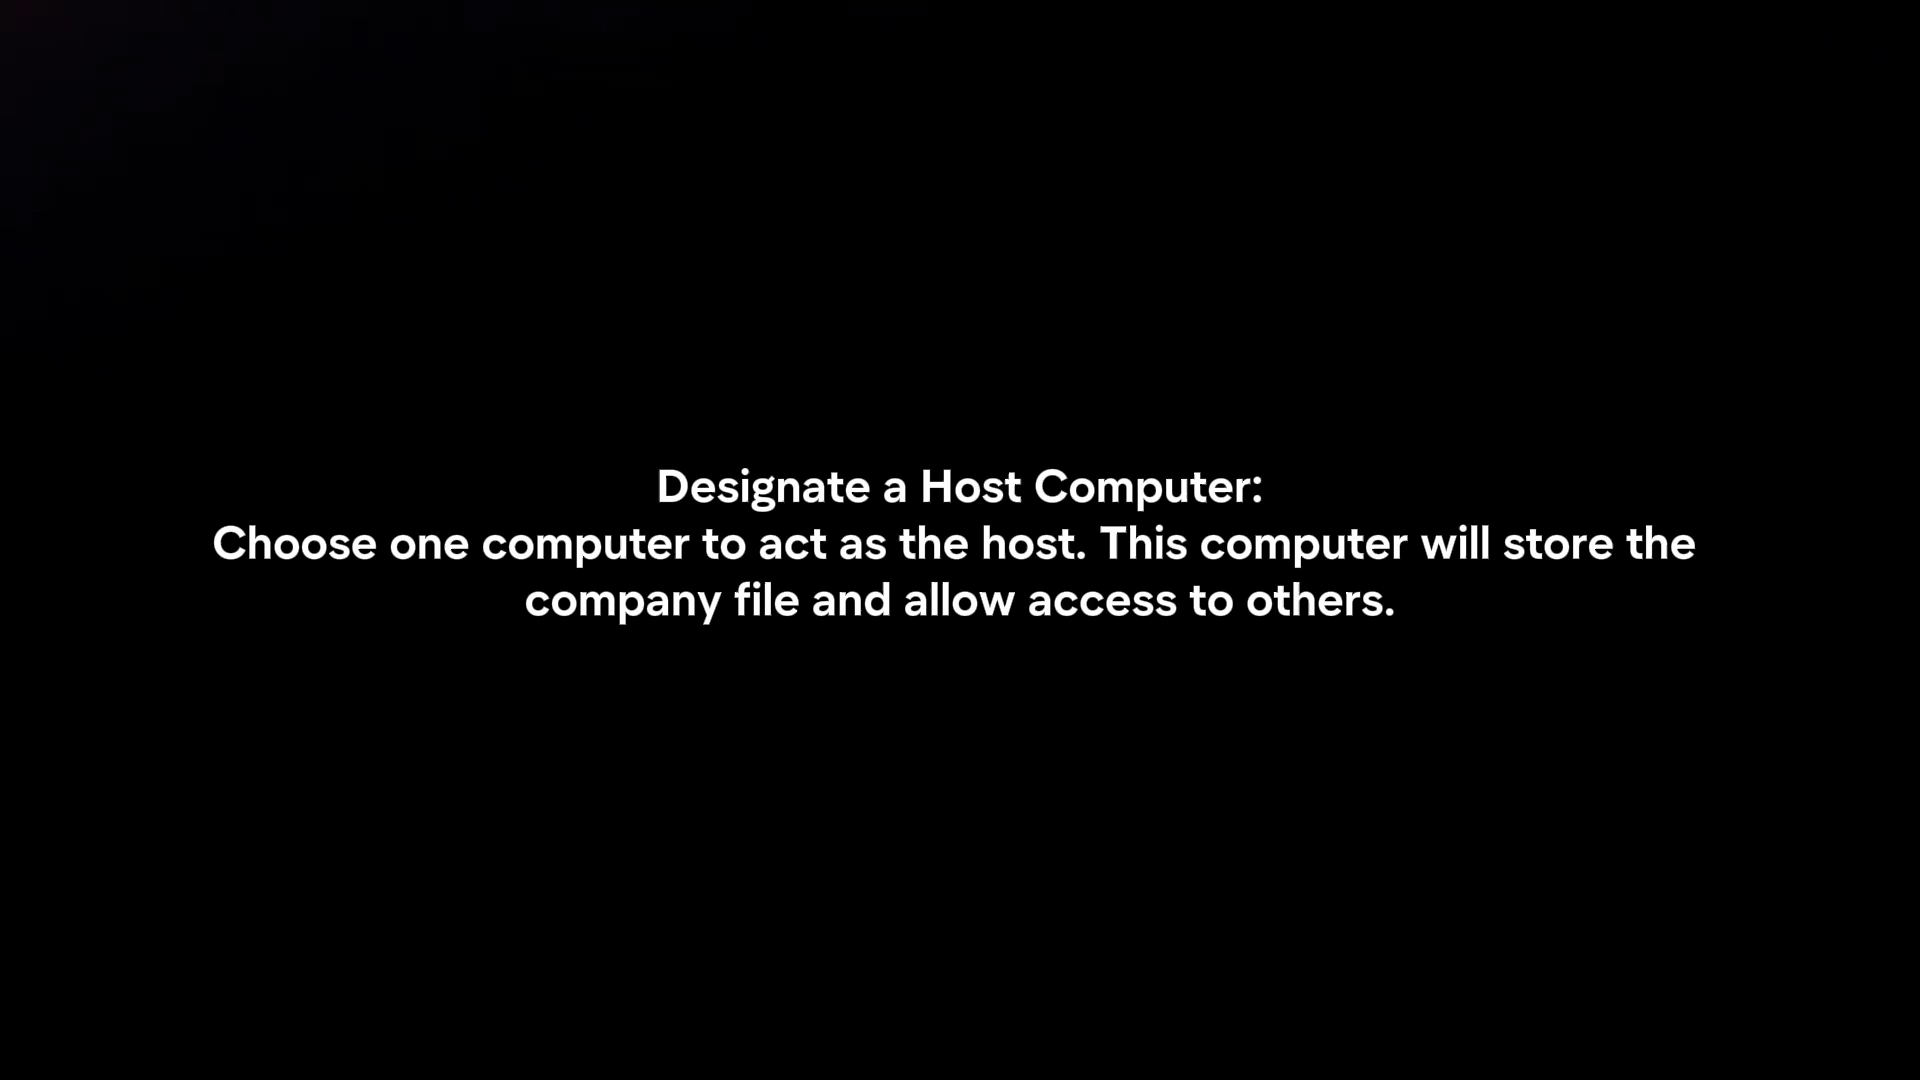 Designate a Host Computer:
Choose one computer to act as the host. This computer will store the
company file and allow access to others.